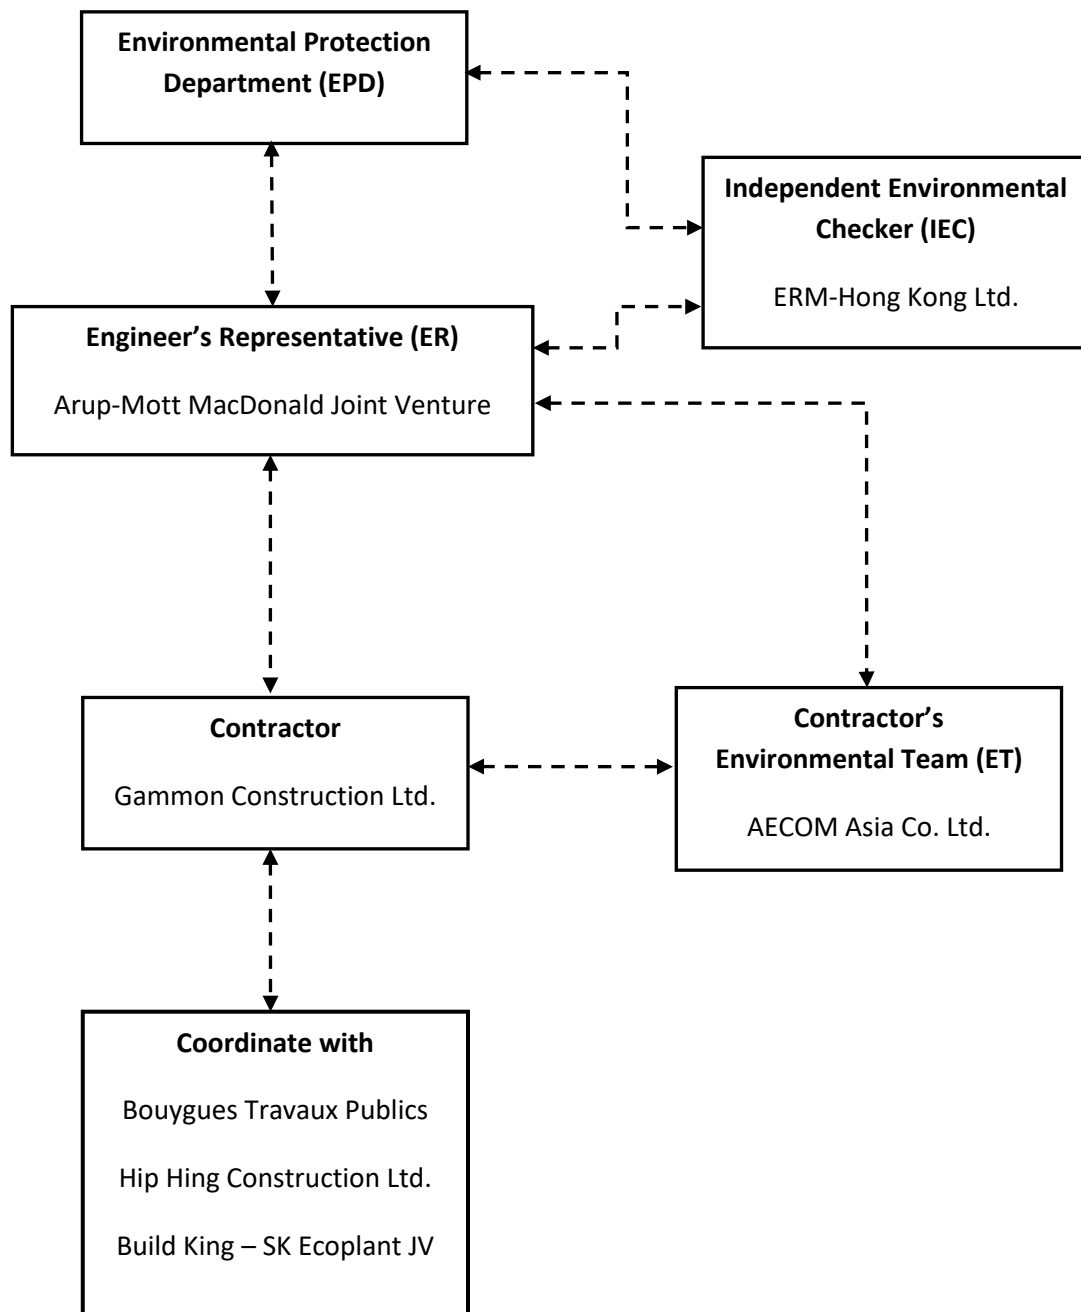 Environmental Protection
Department (EPD)
Independent Environmental
Checker (IEC)
ERM-Hong Kong Ltd.
Engineer’s Representative (ER)
Arup-Mott MacDonald Joint Venture
Contractor
Gammon Construction Ltd.
Contractor’s
Environmental Team (ET)
AECOM Asia Co. Ltd.
Coordinate with
Bouygues Travaux Publics
Hip Hing Construction Ltd.
Build King – SK Ecoplant JV